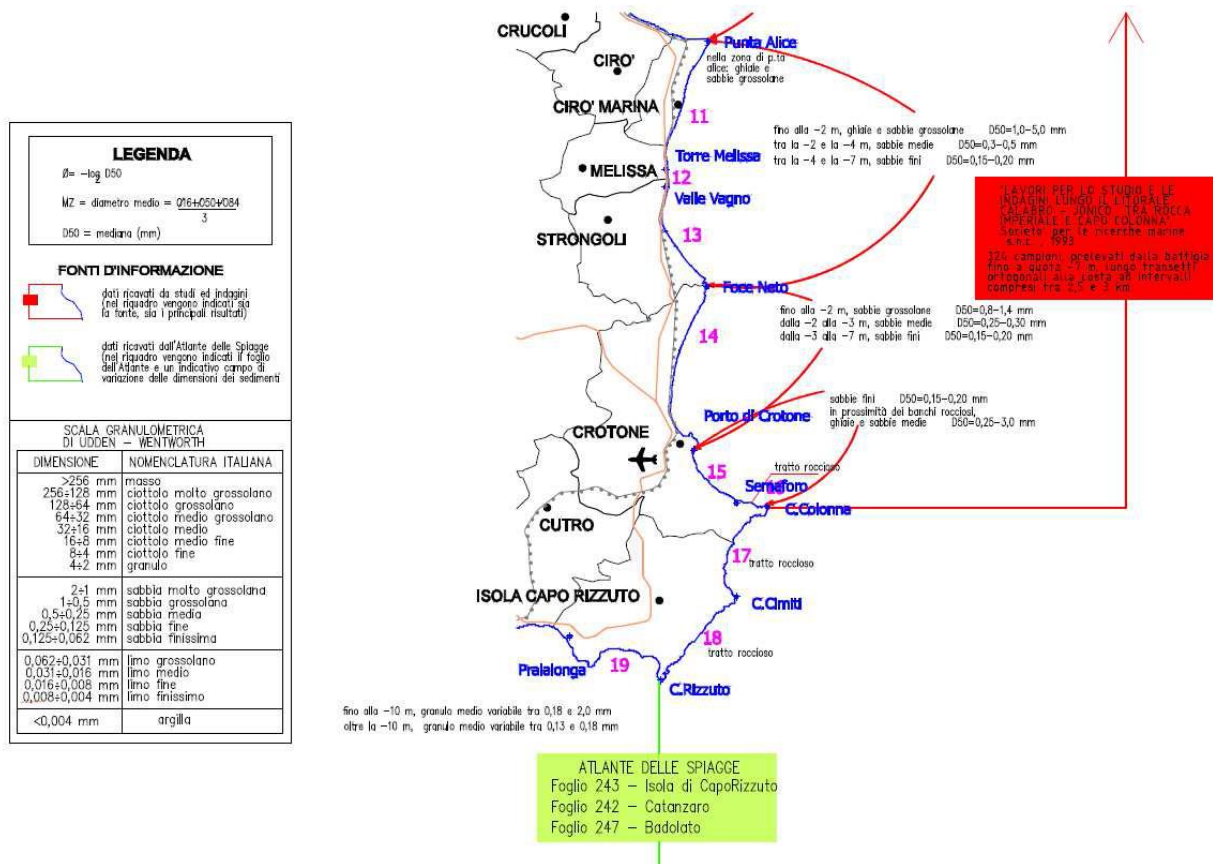 LEGENDA
Ø= -log2 D50
MZ = diametro medio = Ø16+Ø50+Ø84
3
D50 = mediana (mm)
FONTI D'INFORMAZIONE
dati ricavati da studi ed indagini
(nel riquadro vengono indicati sia
la fonte, sia i principali risultati)
dati ricavati dall'Atlante delle Spiagge
(nel riquadro vengono indicati il foglio
dell'Atlante e un indicativo campo di
variazione delle dimensioni dei sedimenti
SCALA GRANULOMETRICA
DI UDDEN - WENTWORTH
DIMENSIONE NOMENCLATURA ITALIANA
>256 mm masso
256÷128 mm ciottolo molto grossolano
128÷64 mm ciottolo grossolano
64÷32 mm ciottolo medio grossolano
32÷16 mm ciottolo medio
16÷8 mm ciottolo medio fine
8÷4 mm ciottolo fine
4÷2 mm granulo
2÷1 mm sabbia molto grossolana
1÷0,5 mm sabbia grossolana
0,5÷0,25 mm sabbia media
0,25÷0,125 mm sabbia fine
0,125÷0,062 mm sabbia finissima
0,062÷0,031 mm limo grossolano
0,031÷0,016 mm limo medio
0,016÷0,008 mm limo fine
0,008÷0,004 mm limo finissimo
<0,004 mm argilla
CRUCOLI
Punta Alice
nella zona di p.ta
alice: ghiaie e
sabbie grossolane
CIRO'
CIRO' MARINA
11
fino alla -2 m, ghiaie e sabbie grossolane D50=1,0-5,0 mm
tra la -2 e la -4 m, sabbie medie D50=0,3-0,5 mm
tra la -4 e la -7 m, sabbie fini D50=0,15-0,20 mm
Torre Melissa
MELISSA
12
Valle Vagno
"LAVORI PER LO STUDIO E LE
INDAGINI LUNGO IL LITORALE
CALABRO - JONICO TRA ROCCA
IMPERIALE E CAPO COLONNA"
Societo' per le ricerche marine
s.n.c. 1993
324 campioni, prelevati dalla battigia
fino a quota -7 m, lungo transetti
ortogonali alla costa ad intervalli
compresi tra 2,5 e 3 km
STRONGOLI
13
Foce Neto
fino alla -2 m, sabbie grossolane D50=0,8-1,4 mm
dalla -2 alla -3 m, sabbie medie D50=0,25-0,30 mm
dalla -3 alla -7 m, sabbie fini D50=0,15-0,20 mm
14
sabbie fini D50=0,15-0,20 mm
in prossimità dei banchi rocciosi,
ghiaie e sabbie medie D50=0,25-3,0 mm
Porto di Crotone
CROTONE
15
tratto roccioso
Semaforo
16
C.Colonna
CUTRO
17
tratto roccioso
ISOLA CAPO RIZZUTO
C.Cimiti
18
tratto roccioso
Praialonga
19
C.Rizzuto
fino alla -10 m, granulo medio variabile tra 0,18 e 2,0 mm
oltre la -10 m, granulo medio variabile tra 0,13 e 0,18 mm
ATLANTE DELLE SPIAGGE
Foglio 243 - Isola di CapoRizzuto
Foglio 242 - Catanzaro
Foglio 247 - Badolato